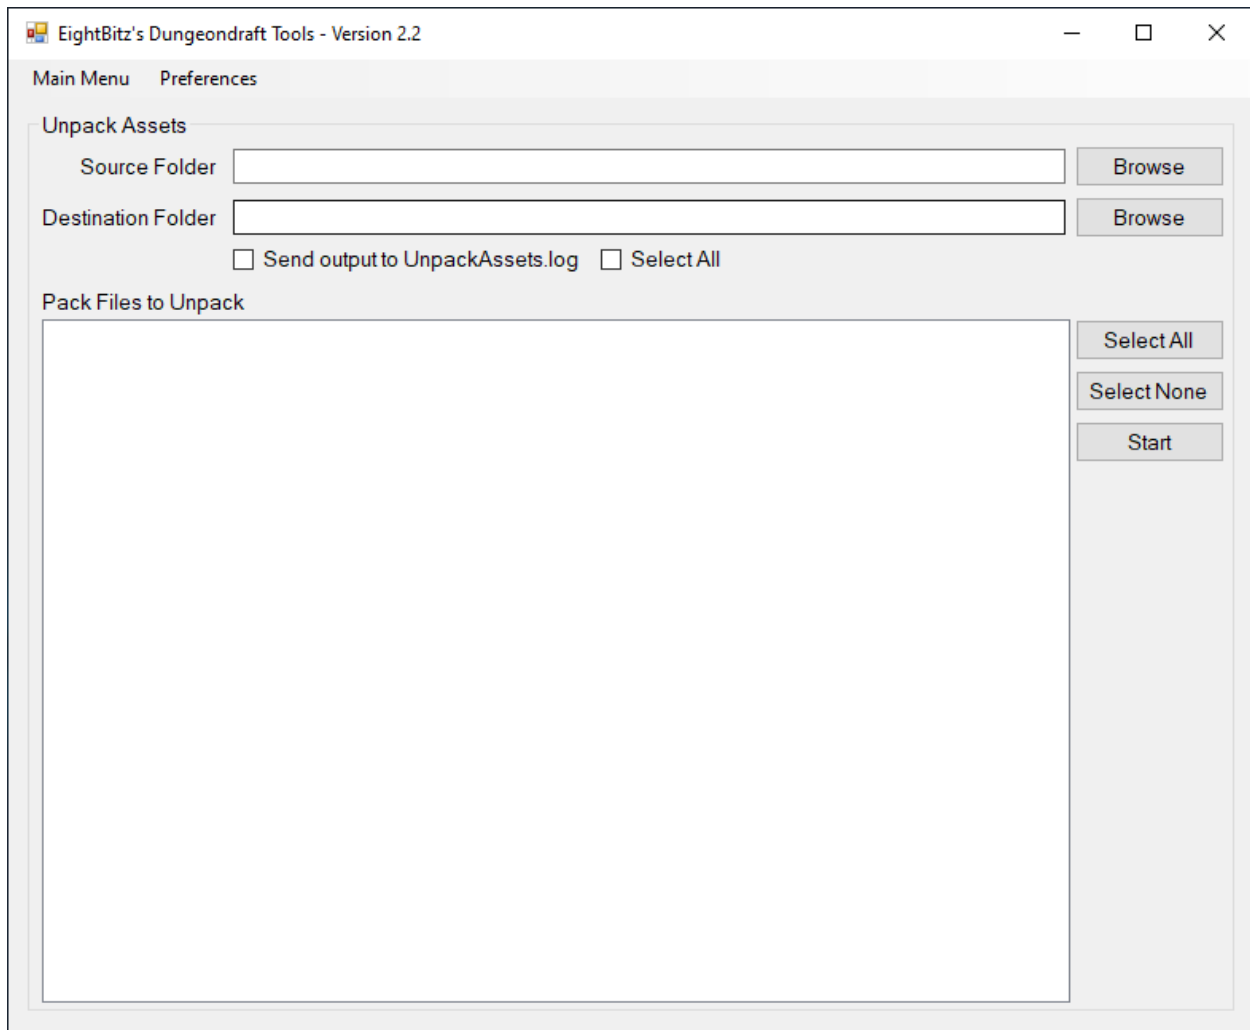 EightBitz's Dungeondraft Tools - Version 2.2
Main Menu Preferences
Unpack Assets
Source Folder Browse
Destination Folder Browse
Send output to UnpackAssets.log Select All
Pack Files to Unpack
Select All
Select None
Start